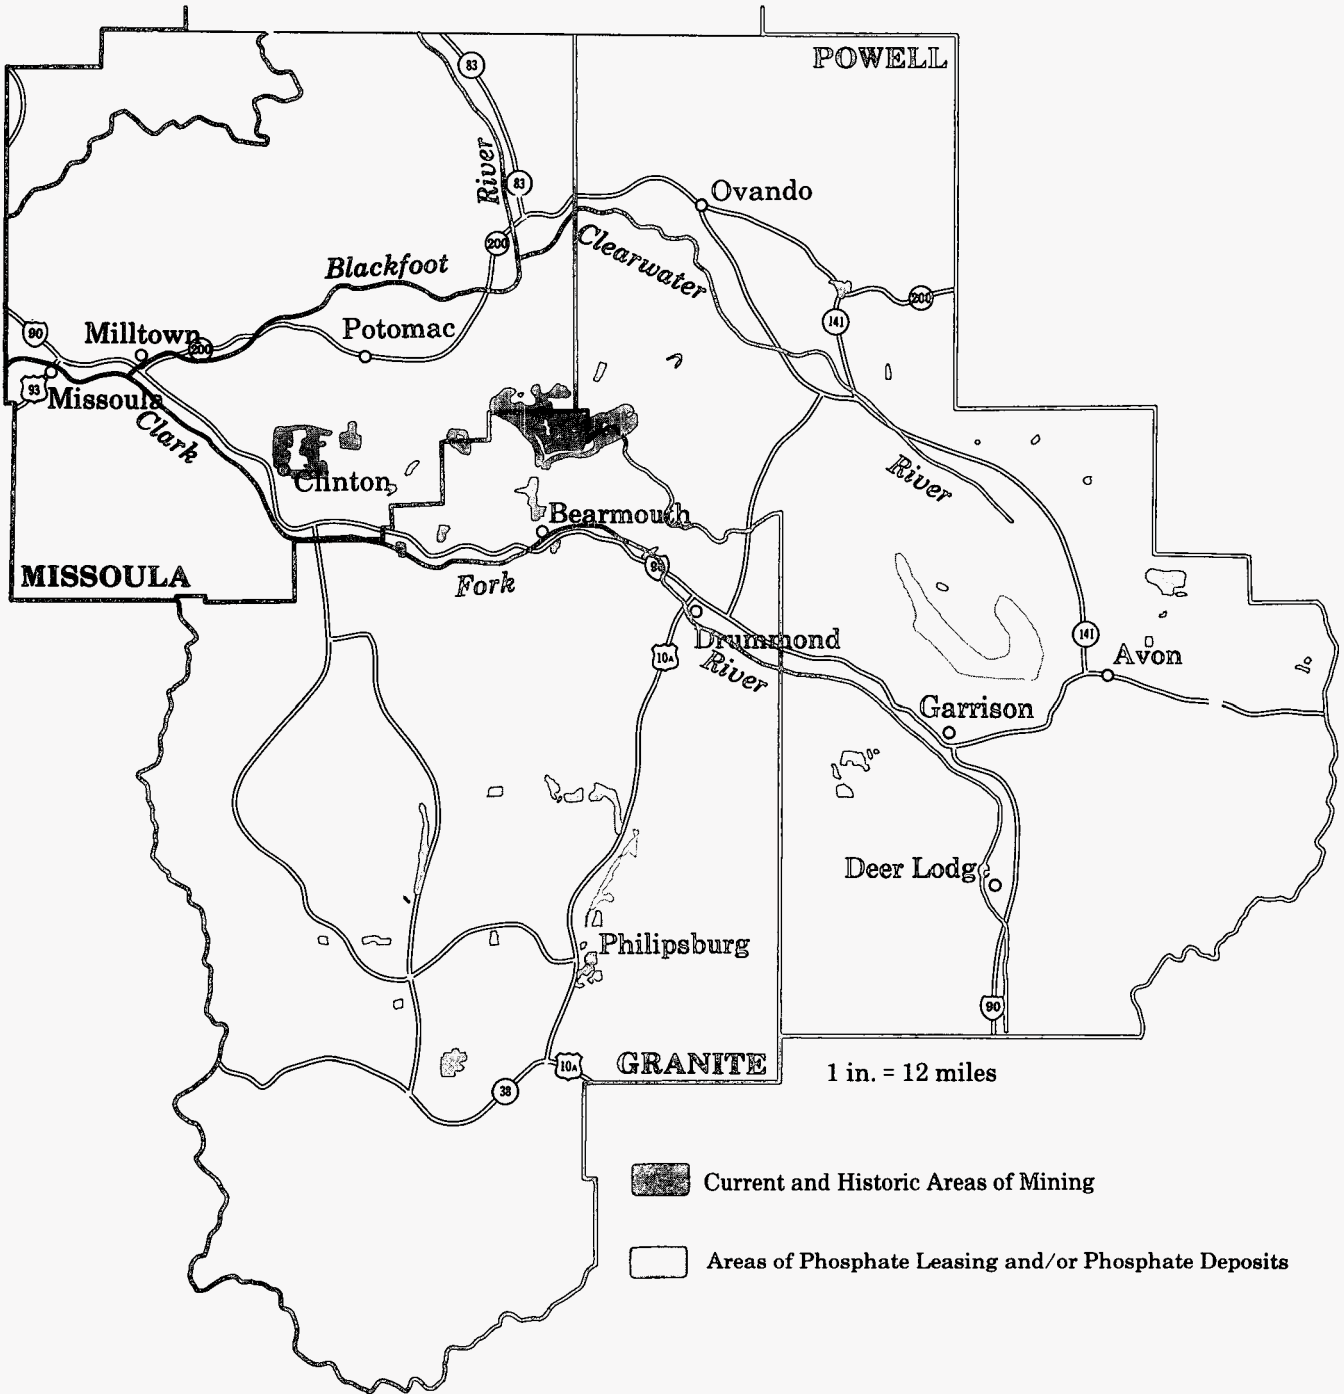 POWELL
83
River
83
Ovando
200
Clearwater
Blackfoot
200
141
90
Milltown
200
Potomac
93
Missoula
Clark
Clinton
River
Bearmouth
MISSOULA
Fork
90
Drummond
141
10A
River
Avon
Garrison
Deer Lodg
Philipsburg
90
GRANITE
10A
38
1 in. = 12 miles
Current and Historic Areas of Mining
Areas of Phosphate Leasing and/or Phosphate Deposits